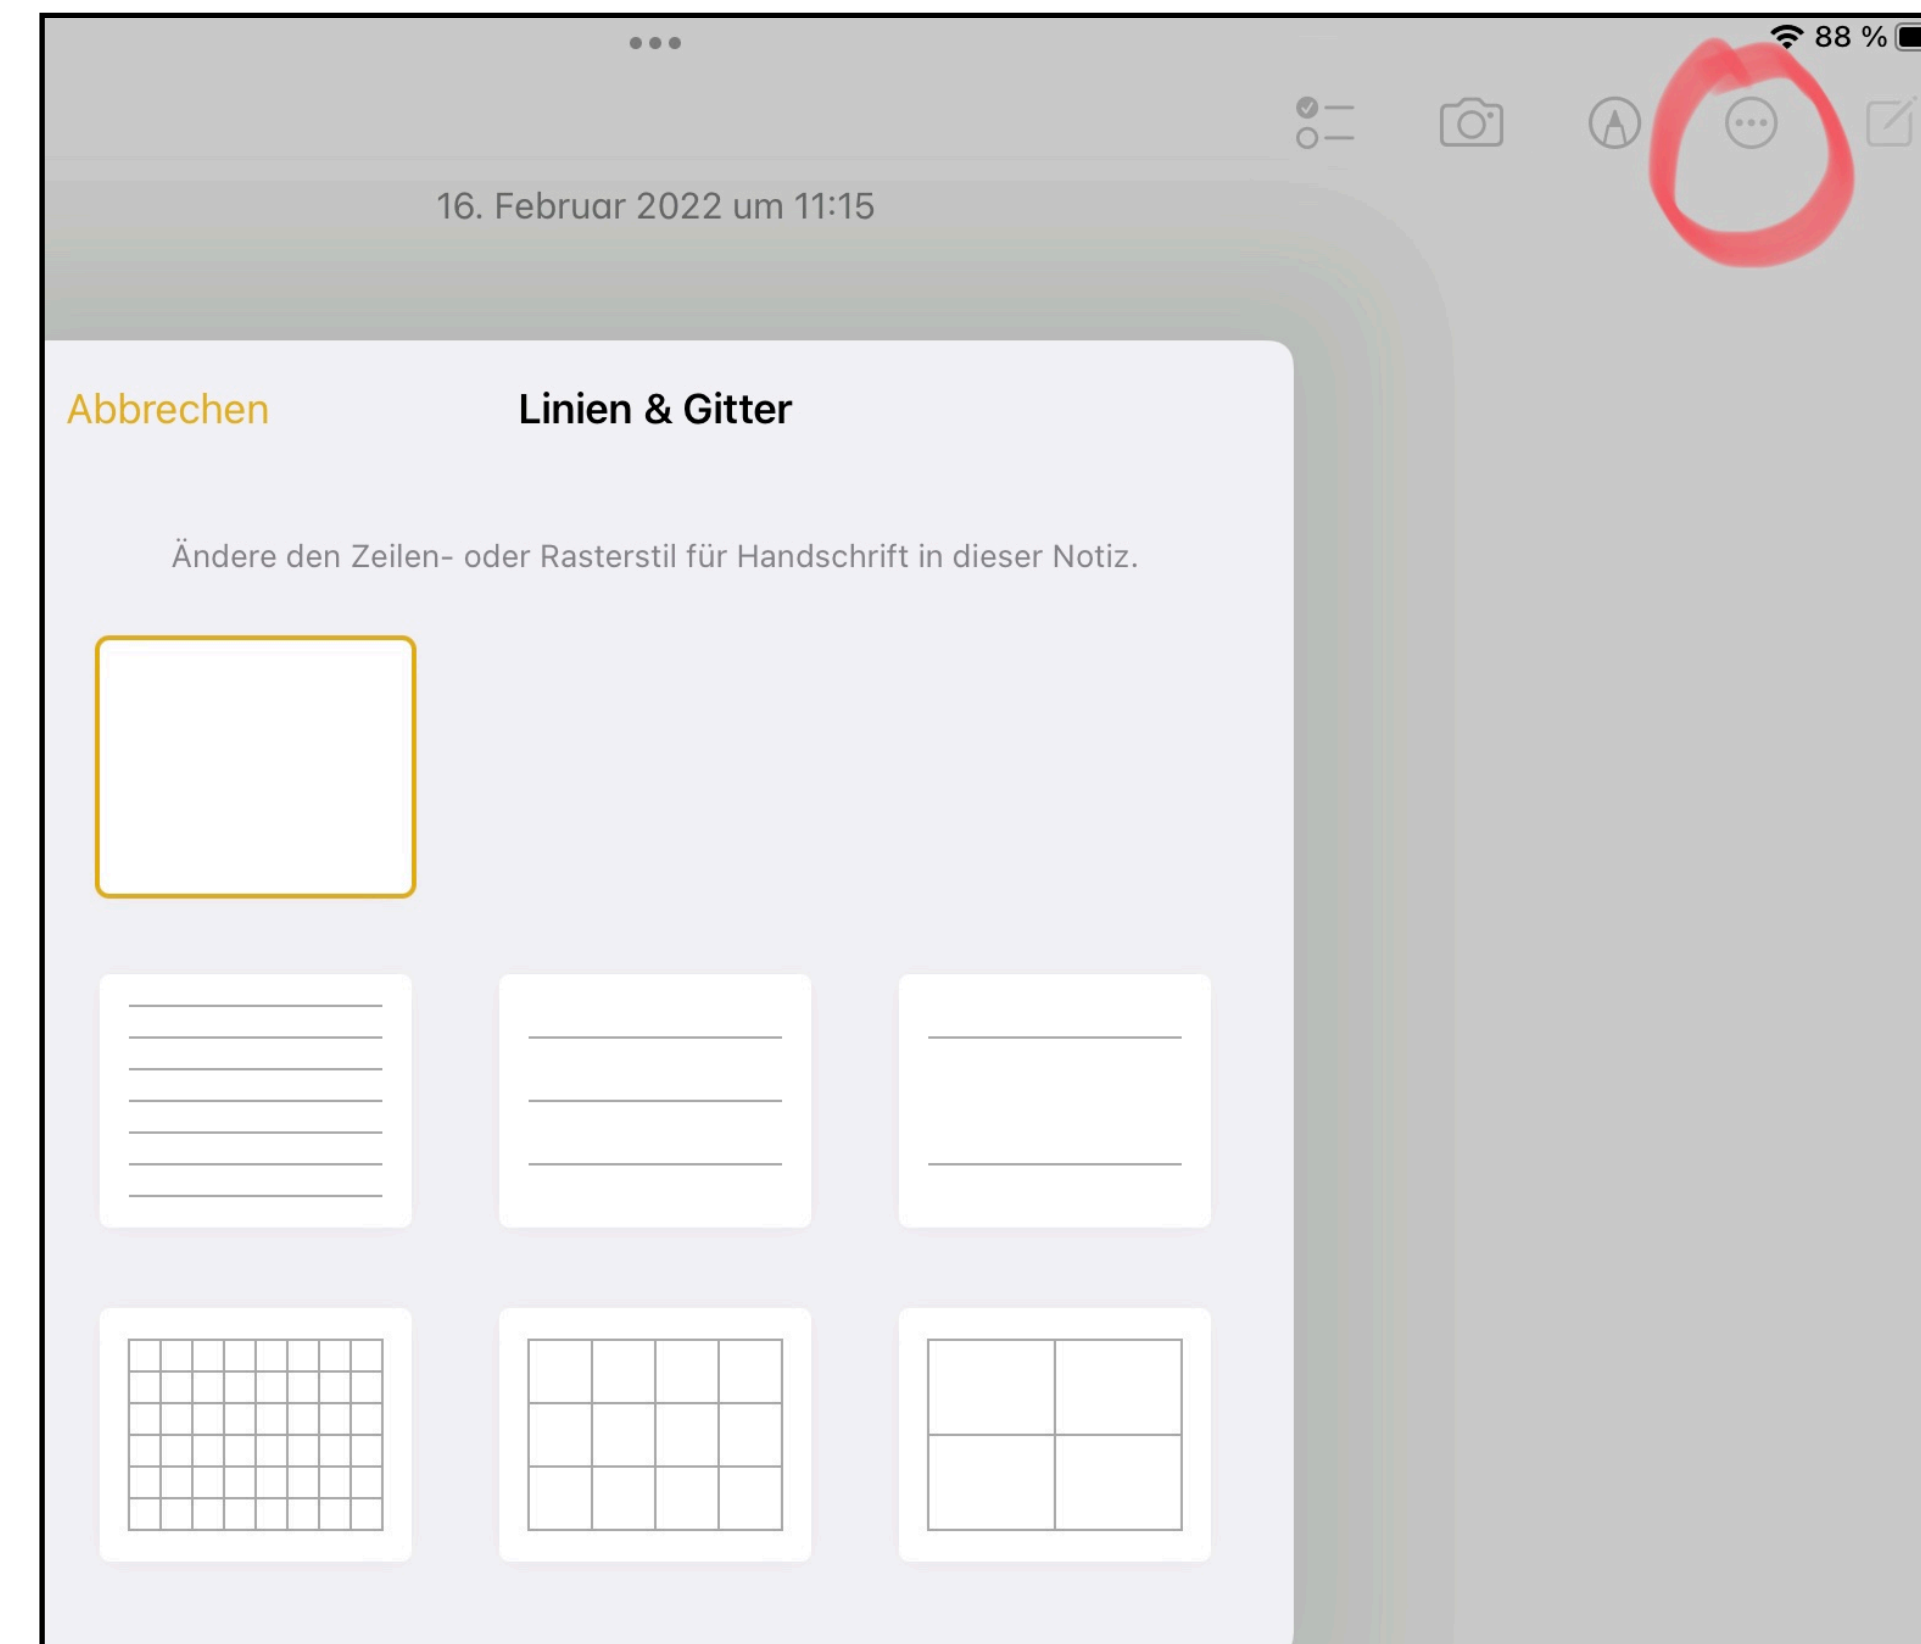 88 %
16. Februar 2022 um 11:15
Abbrechen
Linien & Gitter
Ändere den Zeilen- oder Rasterstil für Handschrift in dieser Notiz.